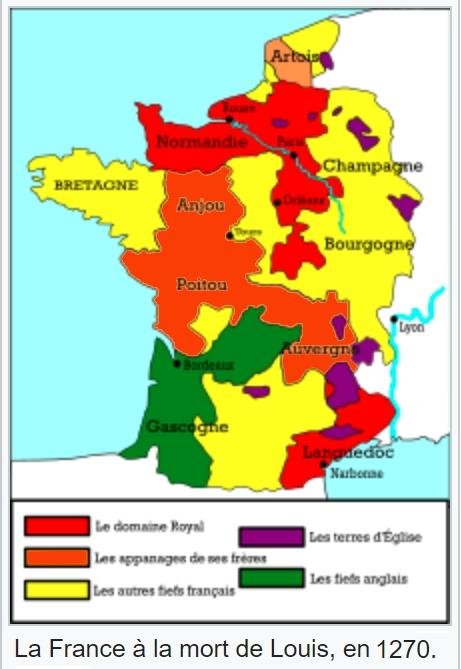 Artois
Rouen
Normandie
Paris
Champagne
BRETAGNE
Anjou
Orléans
Tours
Bourgogne
Poitou
Lyon
Auvergne
Bordeaux
Gascogne
Languedoc
Narbonne
Le domaine Royal
Les appanages de ses frères
Les autres fiefs français
Les terres d'Église
Les fiefs anglais
La France à la mort de Louis, en 1270.